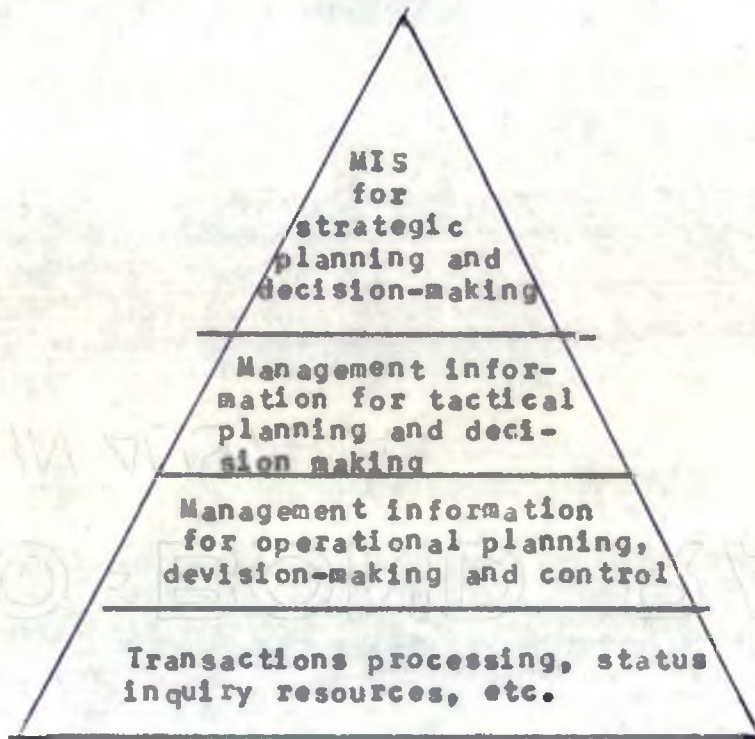 MIS
for
strategic
planning and
decision-making
Management infor-
mation for tactical
planning and deci-
sion making
Management information
for operational planning,
devision-making and control
Transactions processing, status
inquiry resources, etc.